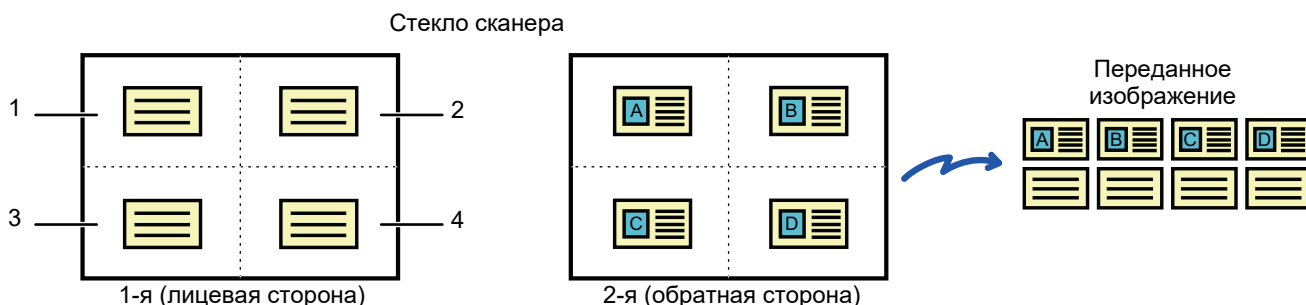 Стекло сканера
Переданное
изображение
1
2
3
4
A
B
C
D
A B C D
1-я (лицевая сторона)
2-я (обратная сторона)